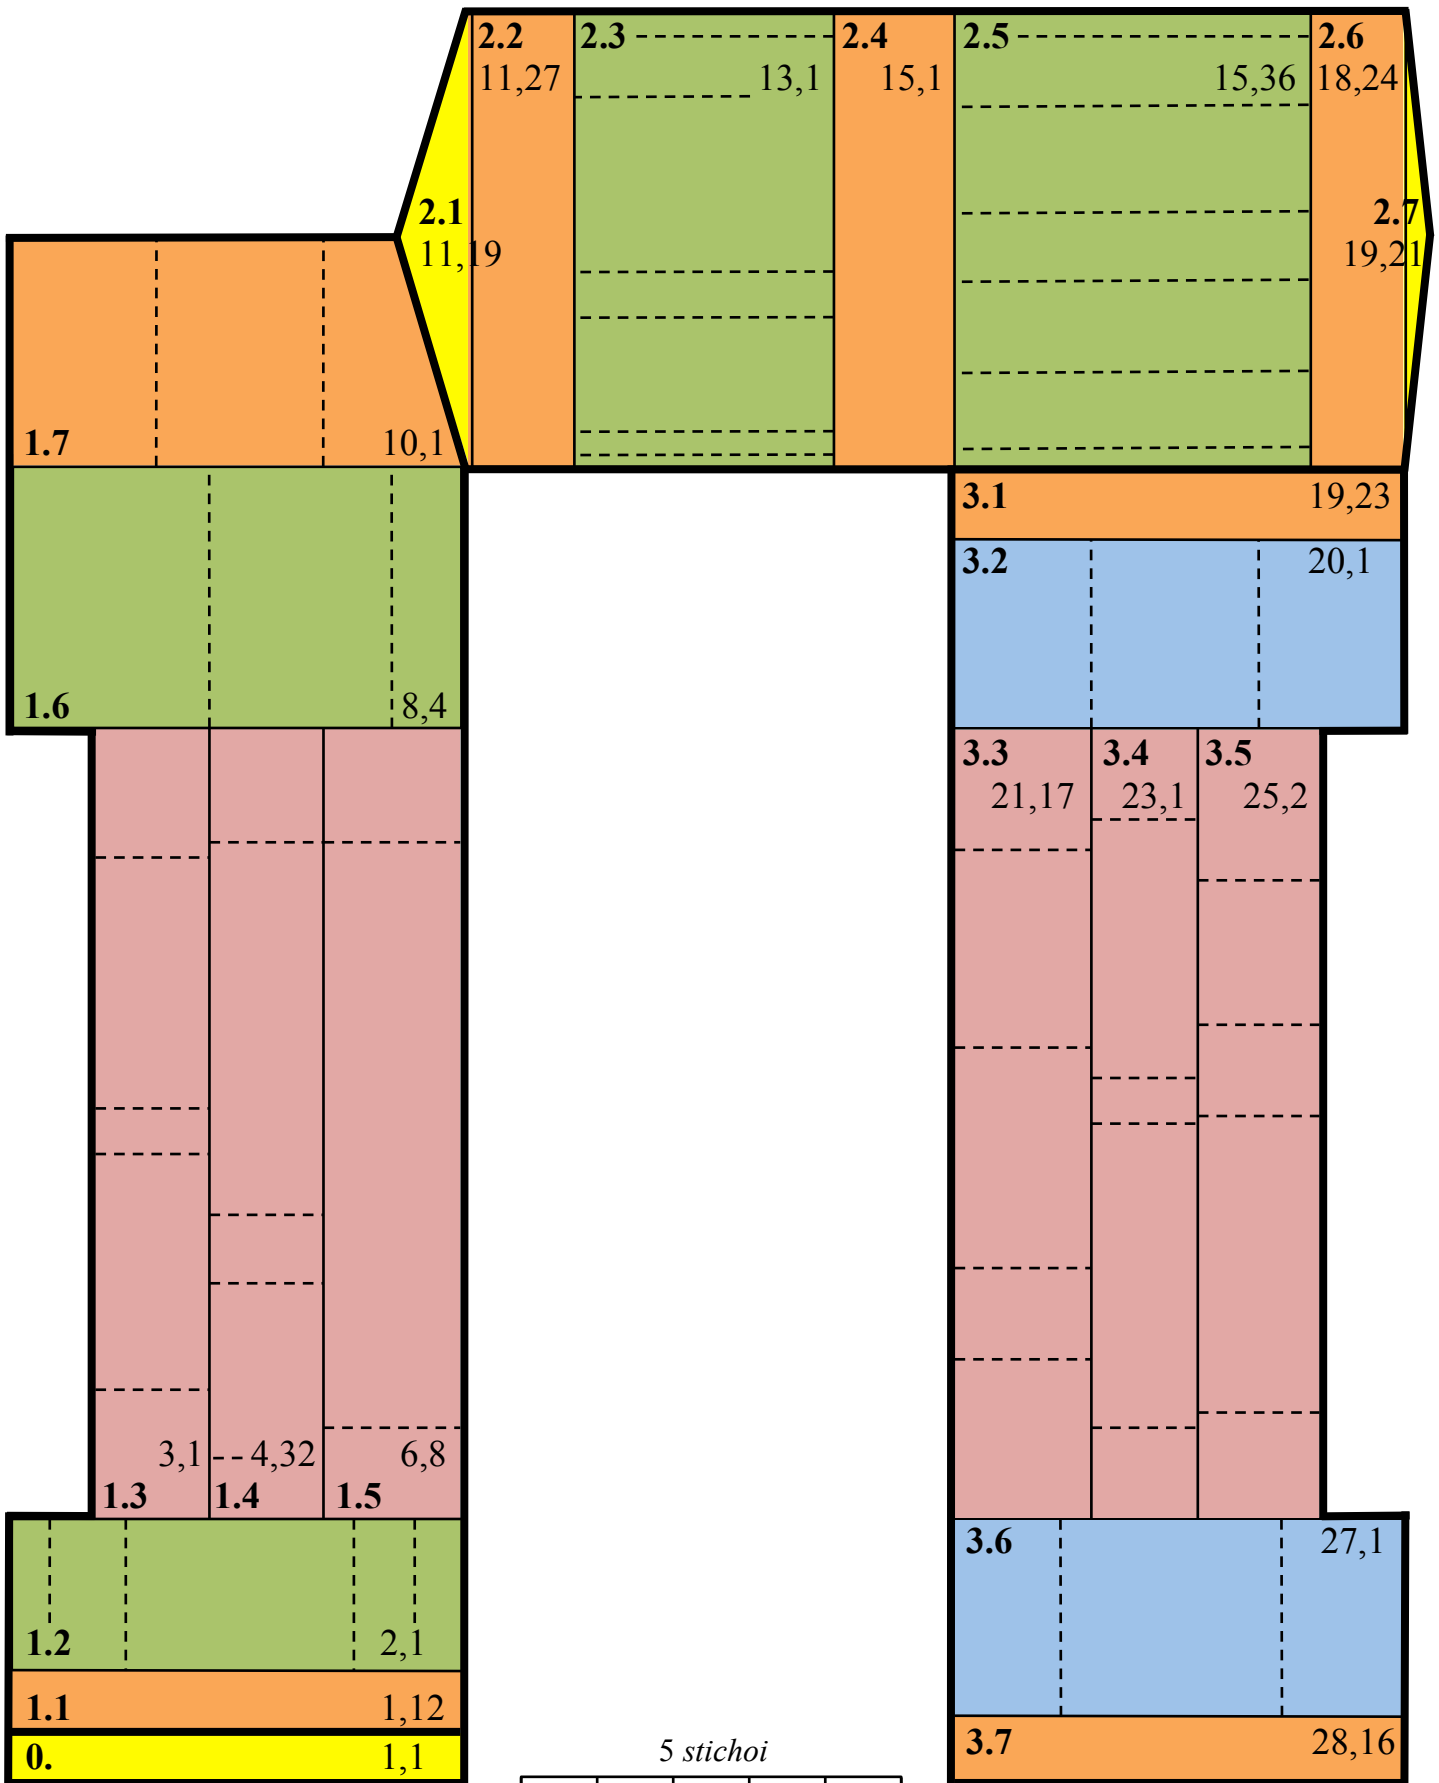 2.2 2.3 2.4 2.5 2.6
11,27 13,1 15,1 15,36 18,24
2.1 2.7
11,19 19,21
1.7 10,1
3.1 19,23
3.2 20,1
1.6 8,4
3.3 3.4 3.5
21,17 23,1 25,2
3,1 4,32 6,8
1.3 1.4 1.5
3.6 27,1
1.2 2,1
1.1 1,12
3.7 28,16
5 stichoi
0. 1,1